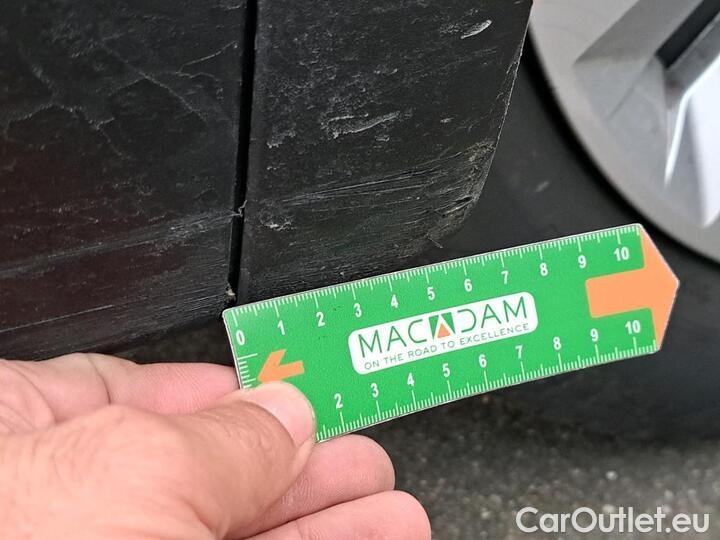 0 1 2 3 4 5 6 7 8 9 10
MACADAM
ON THE ROAD TO EXCELLENCE
2 3 4 5 6 7 8 9 10
CarOutlet.eu